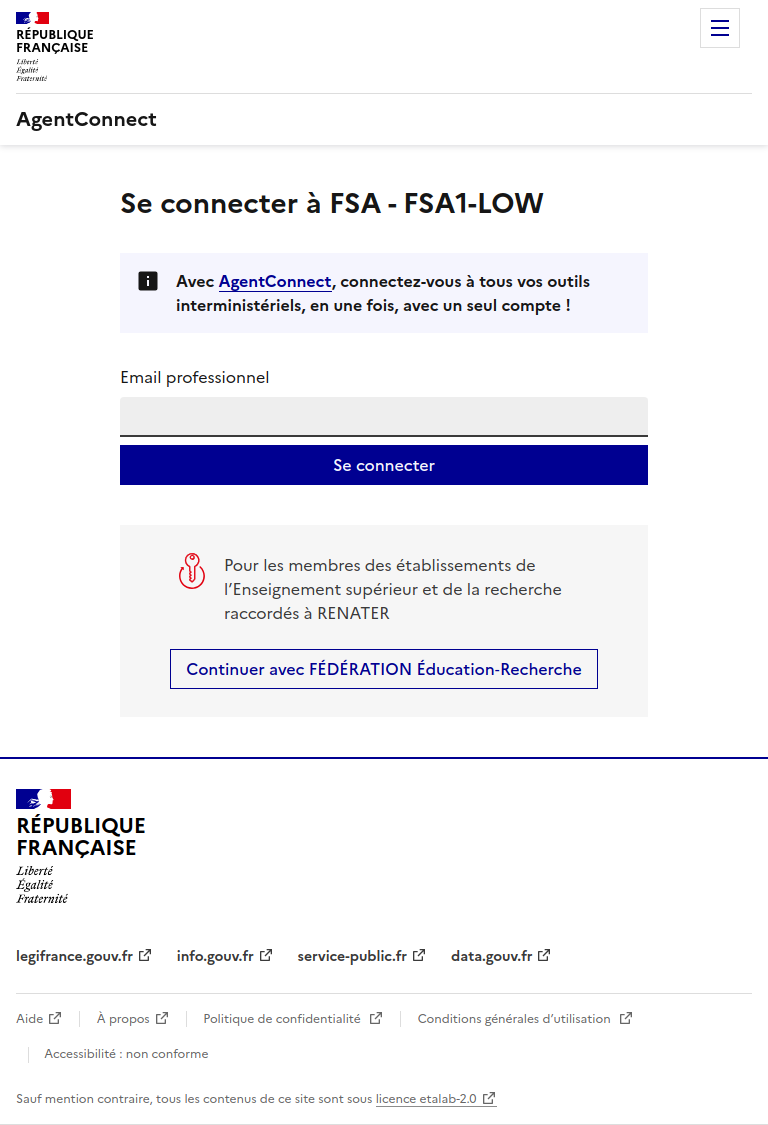 RÉPUBLIQUE
FRANÇAISE
Liberté
Égalité
Fraternité
AgentConnect
Se connecter à FSA - FSA1-LOW
Avec AgentConnect, connectez-vous à tous vos outils
interministériels, en une fois, avec un seul compte !
Email professionnel
Se connecter
Pour les membres des établissements de
l’Enseignement supérieur et de la recherche
raccordés à RENATER
Continuer avec FÉDÉRATION Éducation-Recherche
RÉPUBLIQUE
FRANÇAISE
Liberté
Égalité
Fraternité
legifrance.gouv.fr info.gouv.fr service-public.fr data.gouv.fr
Aide À propos Politique de confidentialité Conditions générales d’utilisation
Accessibilité : non conforme
Sauf mention contraire, tous les contenus de ce site sont sous licence etalab-2.0